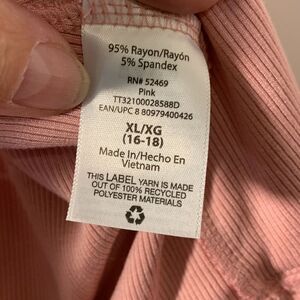 95% Rayon/Rayón
5% Spandex
RN# 52469
Pink
TT32100028588D
EAN/UPC 8 80979400426
XL/XG
(16-18)
Made In/Hecho En
Vietnam
THIS LABEL YARN IS MADE
OUT OF 100% RECYCLED
POLYESTER MATERIALS